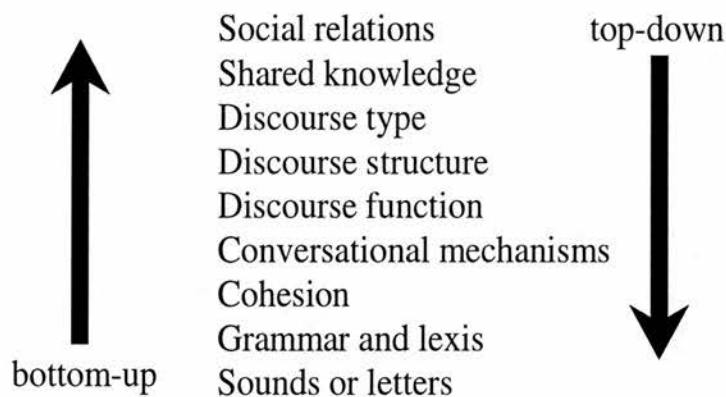 Social relations
top-down
Shared knowledge
Discourse type
Discourse structure
Discourse function
Conversational mechanisms
Cohesion
Grammar and lexis
bottom-up
Sounds or letters